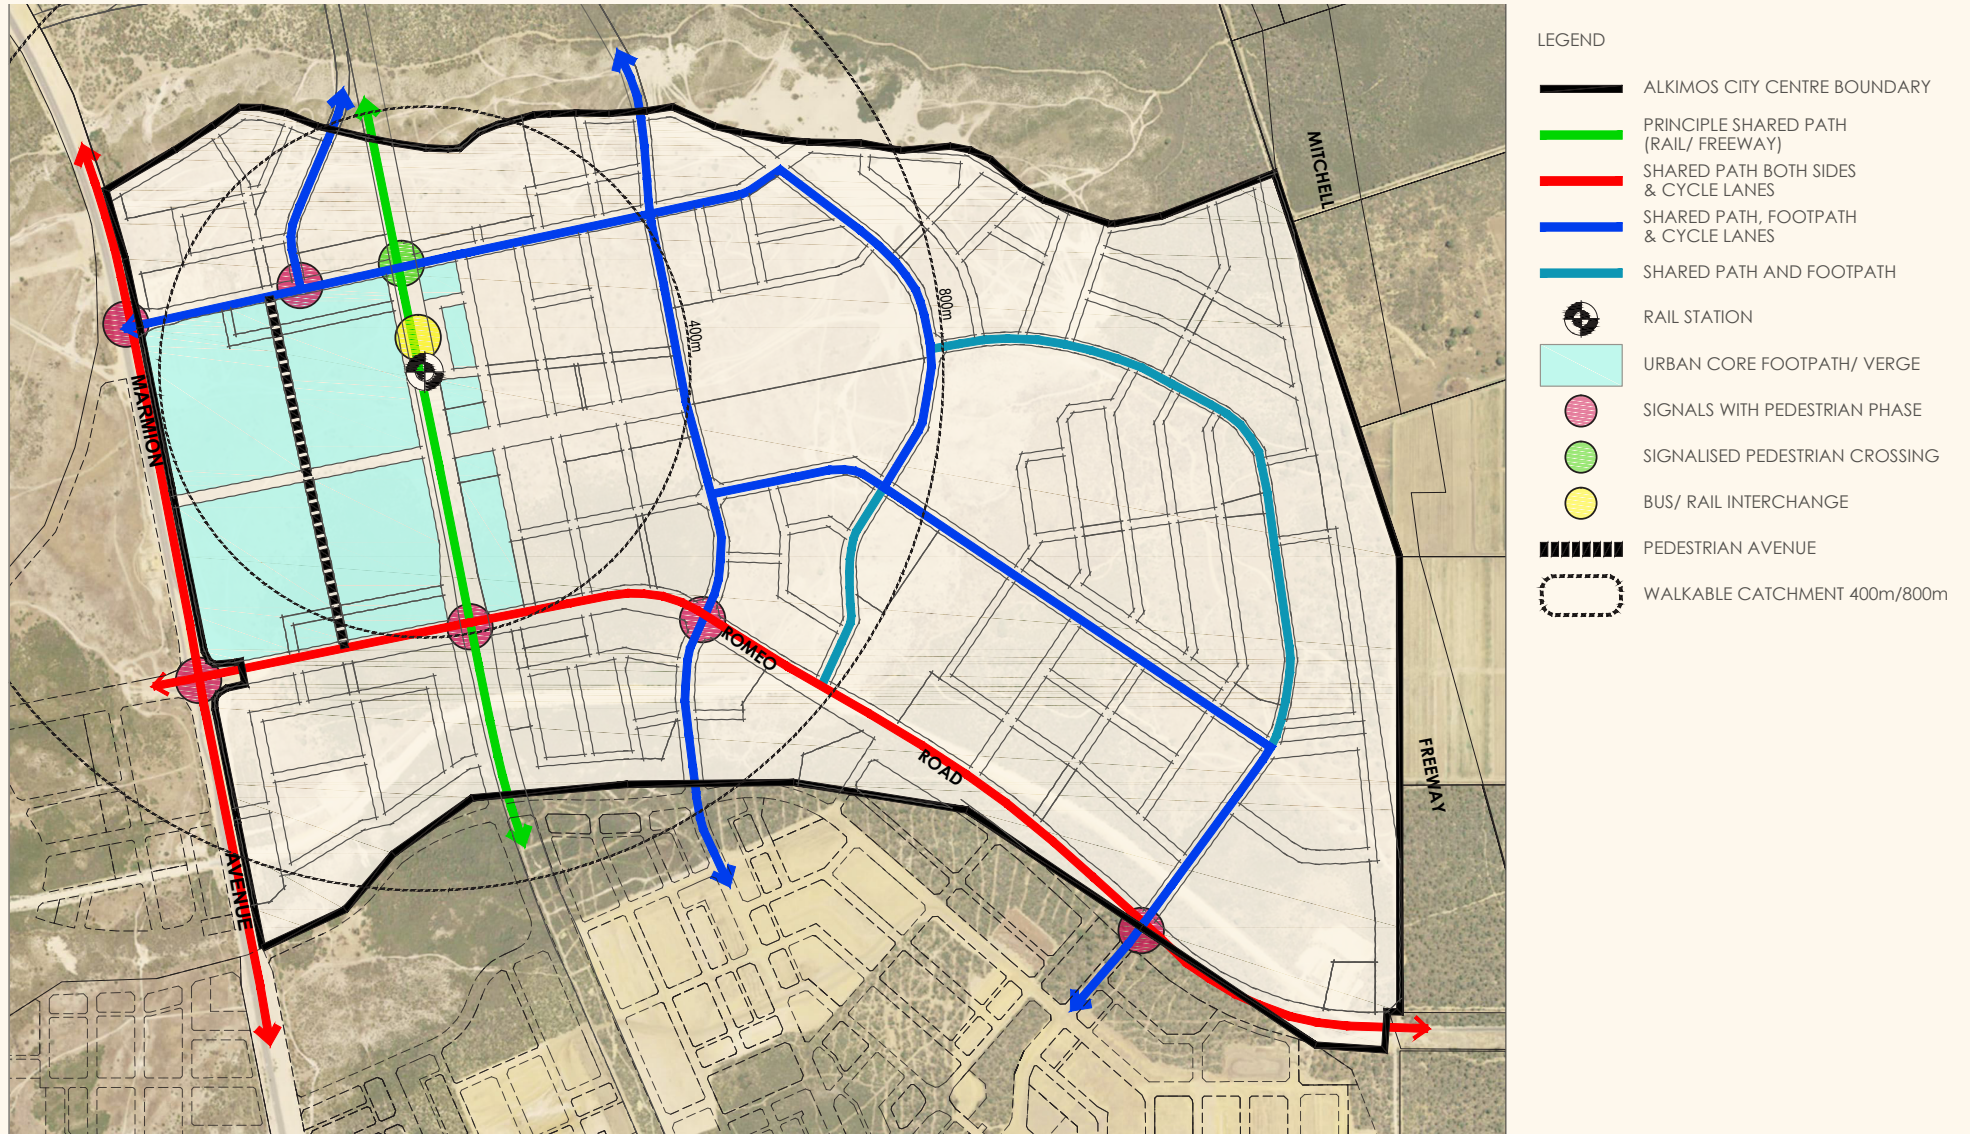 LEGEND
ALKIMOS CITY CENTRE BOUNDARY
PRINCIPLE SHARED PATH
(RAIL/ FREEWAY)
SHARED PATH BOTH SIDES
& CYCLE LANES
SHARED PATH, FOOTPATH
& CYCLE LANES
SHARED PATH AND FOOTPATH
RAIL STATION
URBAN CORE FOOTPATH/ VERGE
SIGNALS WITH PEDESTRIAN PHASE
SIGNALISED PEDESTRIAN CROSSING
BUS/ RAIL INTERCHANGE
PEDESTRIAN AVENUE
WALKABLE CATCHMENT 400m/800m
MITCHELL
FREEWAY
800m
400m
MARMION
AVENUE
ROMEO
ROAD